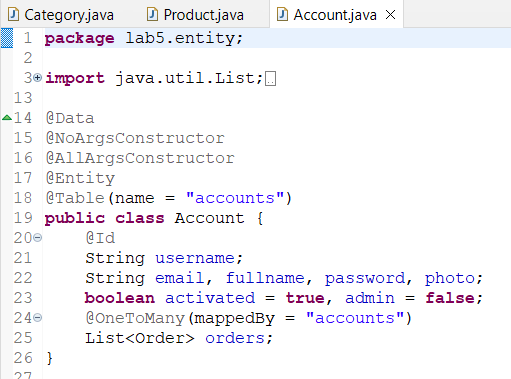 Category.java Product.java Account.java
1 package lab5.entity;
2
3 import java.util.List;
13
14 @Data
15 @NoArgsConstructor
16 @AllArgsConstructor
17 @Entity
18 @Table(name = "accounts")
19 public class Account {
20 @Id
21 String username;
22 String email, fullname, password, photo;
23 boolean activated = true, admin = false;
24 @OneToMany(mappedBy = "accounts")
25 List<Order> orders;
26 }
27